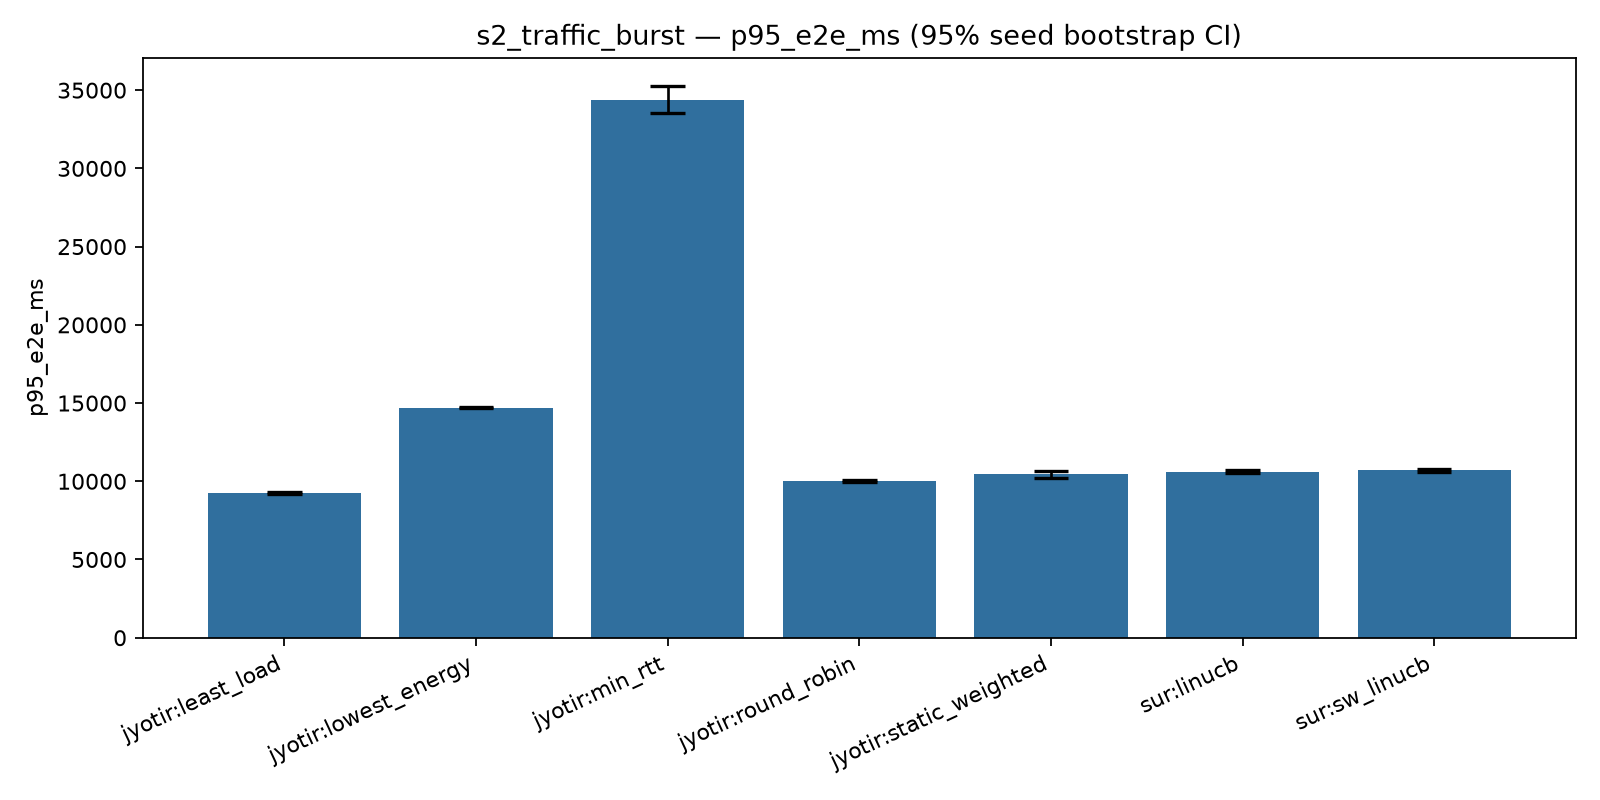 s2_traffic_burst — p95_e2e_ms (95% seed bootstrap CI)
p95_e2e_ms
35000
30000
25000
20000
15000
10000
5000
0
jyotir:least_load
jyotir:lowest_energy
jyotir:min_rtt
jyotir:round_robin
jyotir:static_weighted
sur:linucb
sur:sw_linucb